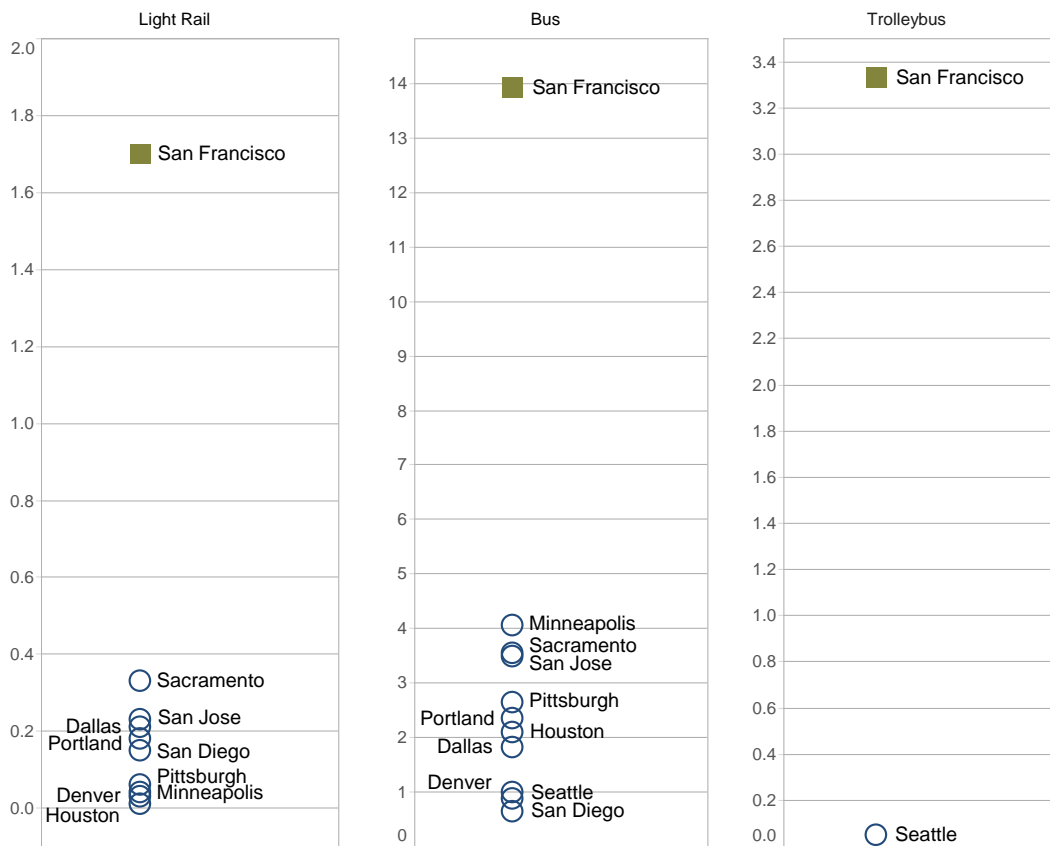 Light Rail
2.0
1.8
San Francisco
1.6
1.4
1.2
1.0
0.8
0.6
0.4
Sacramento
San Jose
Dallas
0.2
Portland
San Diego
Pittsburgh
Minneapolis
Denver
0.0
Houston
Bus
14
San Francisco
13
12
11
10
9
8
7
6
5
4
Minneapolis
Sacramento
San Jose
3
Pittsburgh
Portland
Houston
2
Dallas
Denver
1
Seattle
San Diego
0
Trolleybus
3.4
San Francisco
3.2
3.0
2.8
2.6
2.4
2.2
2.0
1.8
1.6
1.4
1.2
1.0
0.8
0.6
0.4
0.2
0.0
Seattle